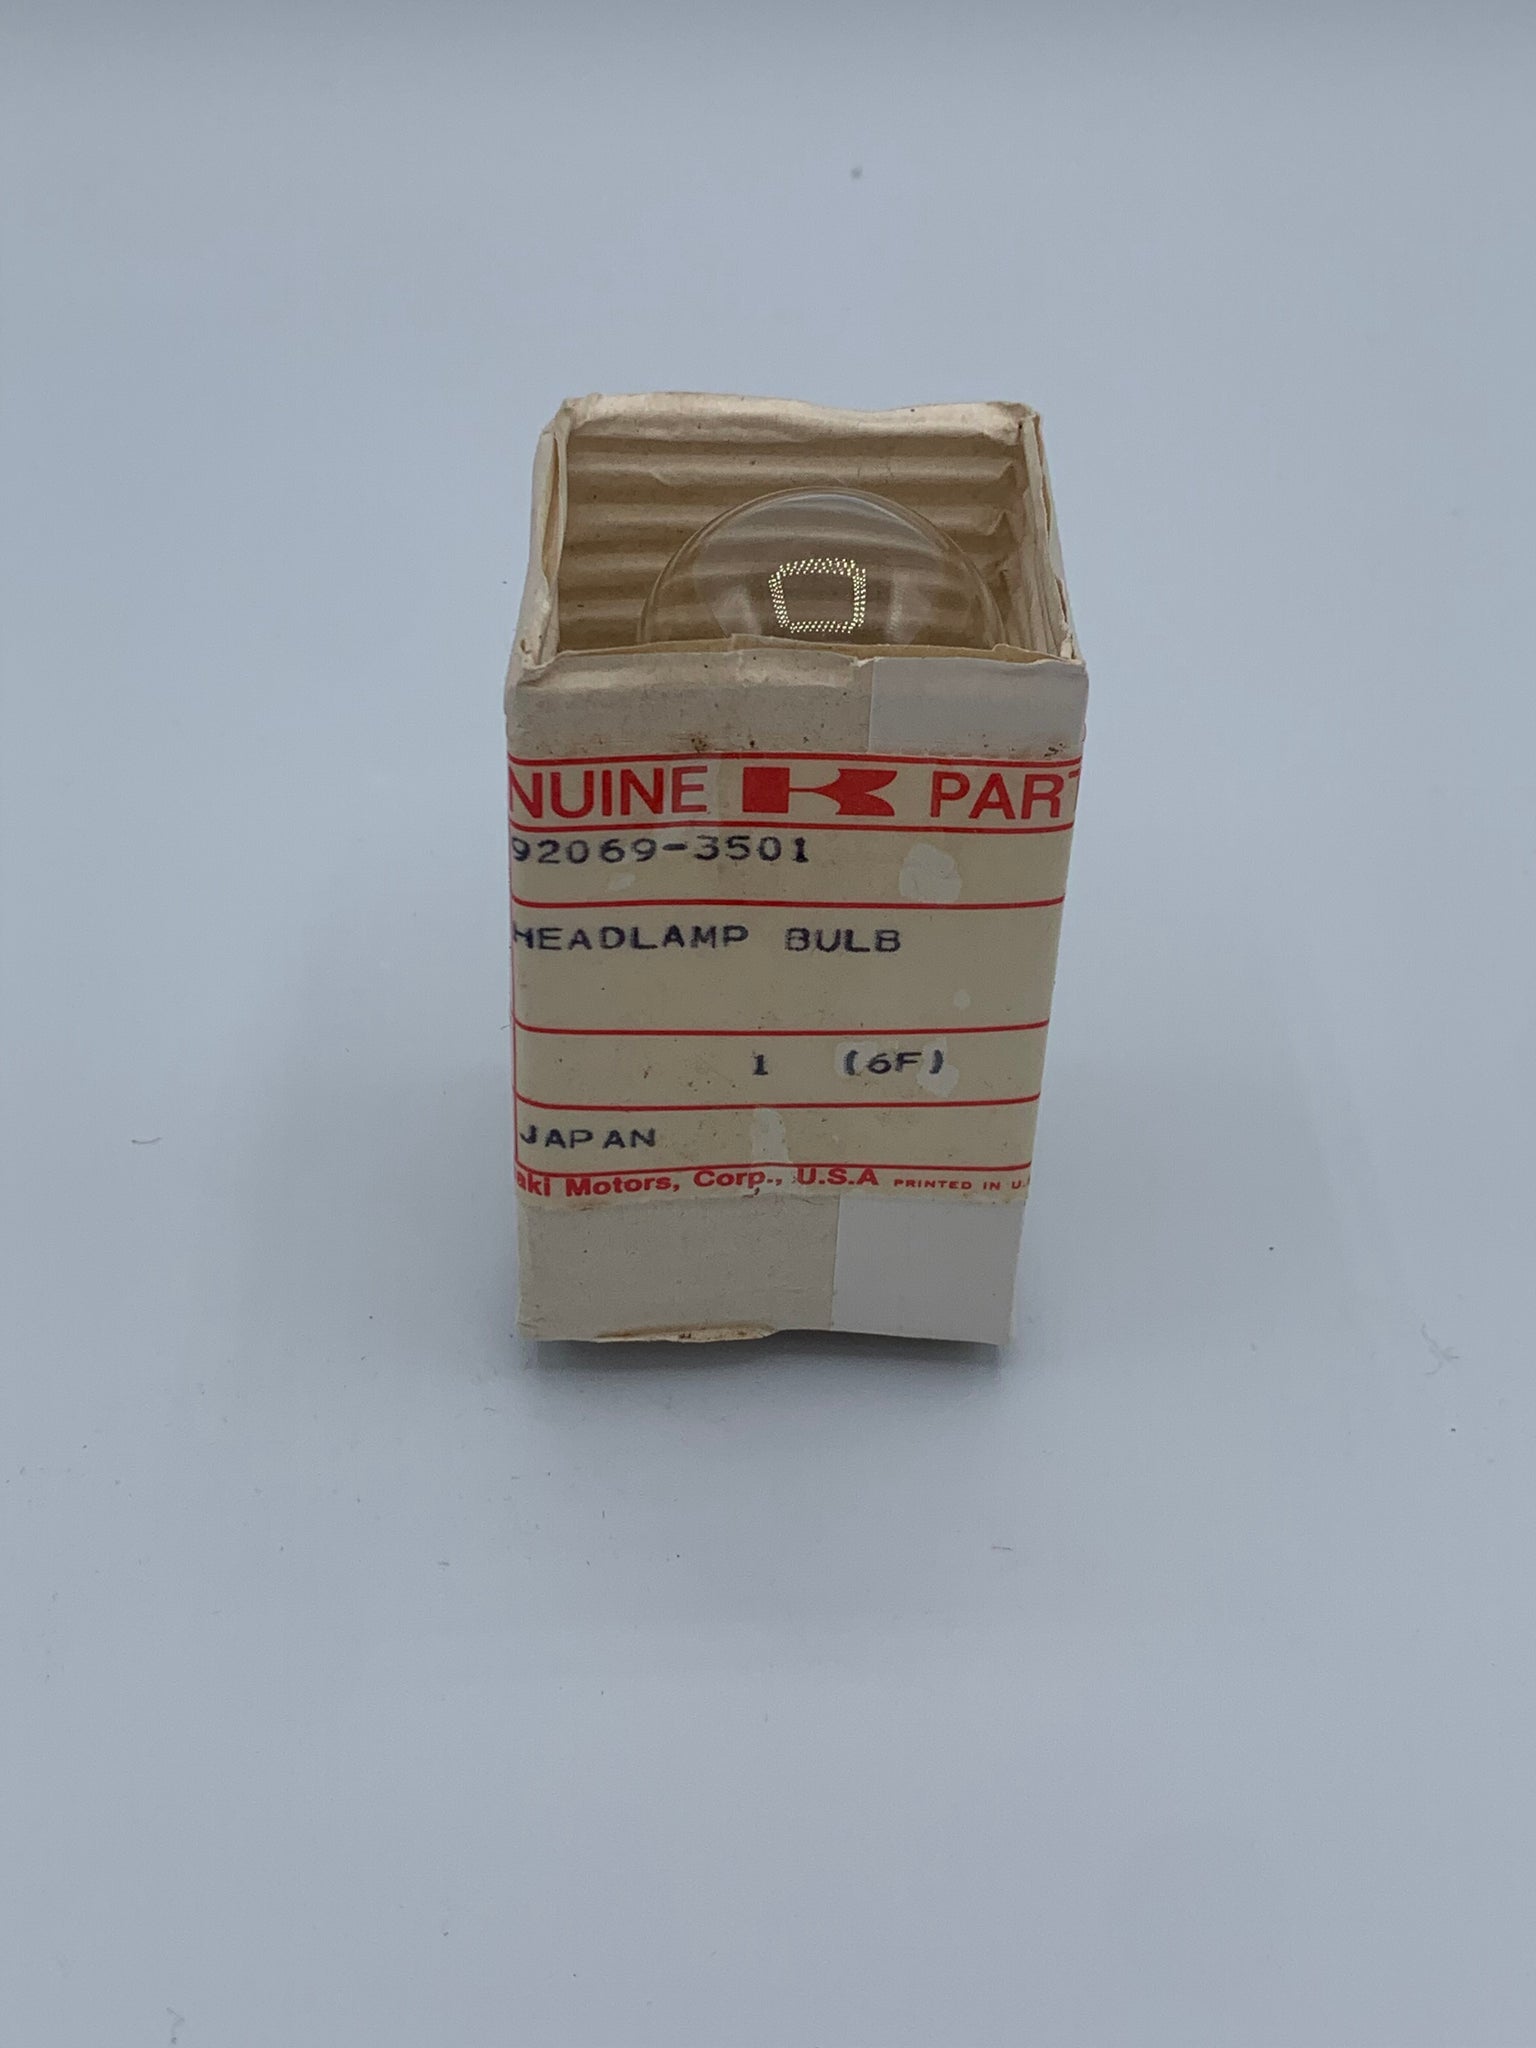 NUINE K PART
92069-3501
HEADLAMP BULB
1 (6F)
JAPAN
aki Motors, Corp., U.S.A PRINTED IN U.